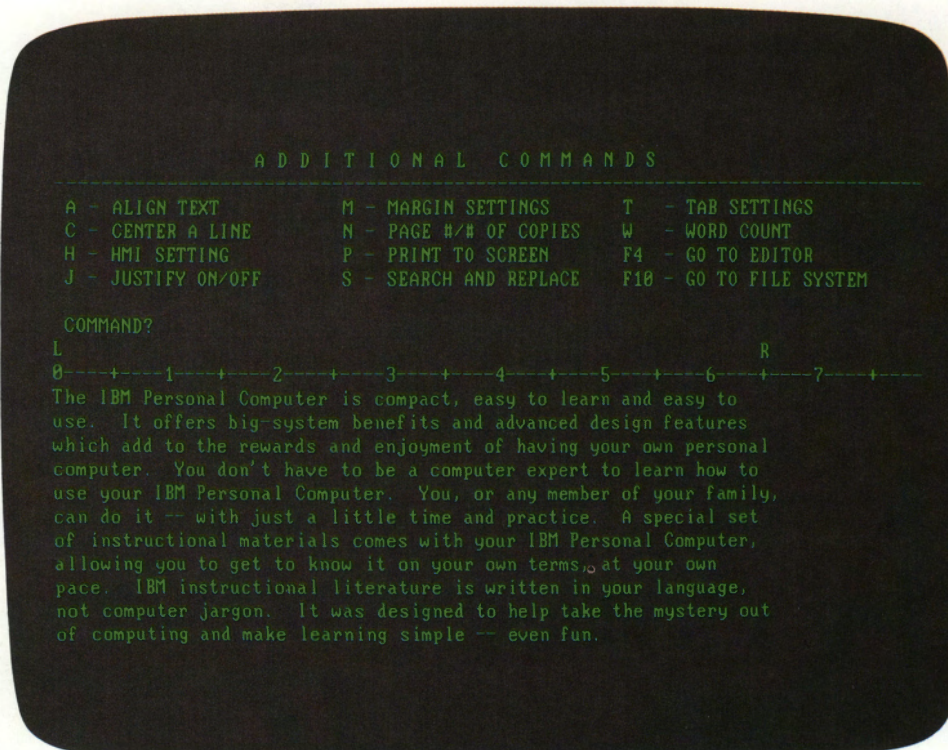 ADDITIONAL COMMANDS
------------------------------------------------------------------------------
A - ALIGN TEXT M - MARGIN SETTINGS T - TAB SETTINGS
C - CENTER A LINE N - PAGE #/# OF COPIES W - WORD COUNT
H - HMI SETTING P - PRINT TO SCREEN F4 - GO TO EDITOR
J - JUSTIFY ON/OFF S - SEARCH AND REPLACE F10 - GO TO FILE SYSTEM
COMMAND?
L R
0----+----1----+----2----+----3----+----4----+----5----+----6----+----7----+----
The IBM Personal Computer is compact, easy to learn and easy to
use. It offers big-system benefits and advanced design features
which add to the rewards and enjoyment of having your own personal
computer. You don't have to be a computer expert to learn how to
use your IBM Personal Computer. You, or any member of your family,
can do it -- with just a little time and practice. A special set
of instructional materials comes with your IBM Personal Computer,
allowing you to get to know it on your own terms, at your own
pace. IBM instructional literature is written in your language,
not computer jargon. It was designed to help take the mystery out
of computing and make learning simple -- even fun.